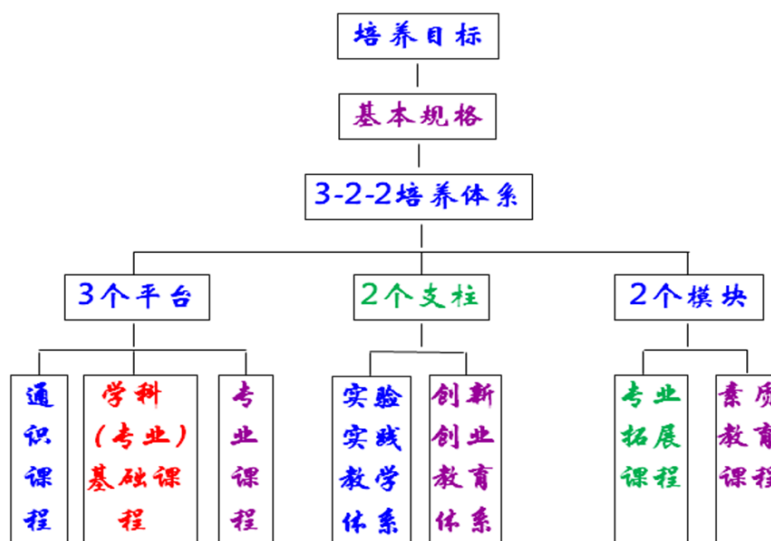 培养目标
基本规格
3-2-2培养体系
3个平台
2个支柱
2个模块
通识课程
学科
（专业）
基础课
程
专业课程
实验
实践
教学
体系
创新
创业
教育
体系
专业
拓展
课程
素质
教育
课程